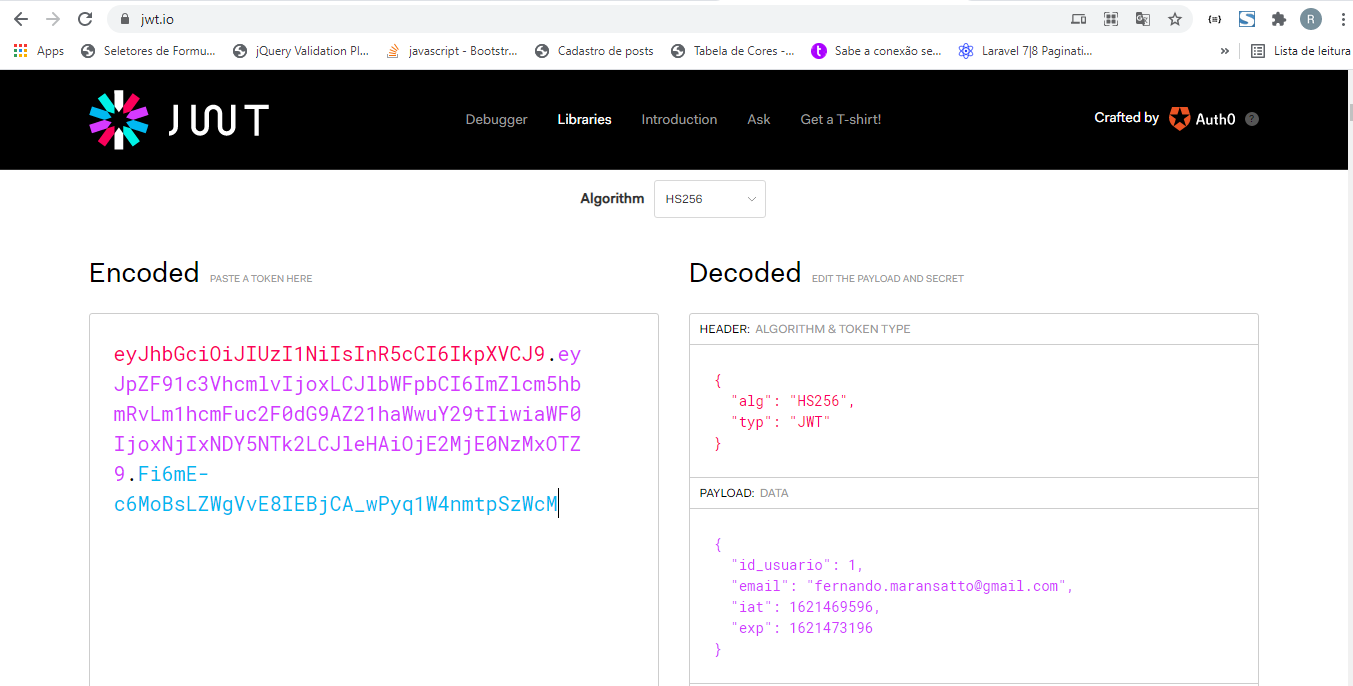 jwt.io
R
Apps Seletores de Formu... jQuery Validation Pl... javascript - Bootstr... Cadastro de posts Tabela de Cores -... t Sabe a conexão se... Laravel 7|8 Paginati... » Lista de leitura
JWT Debugger Libraries Introduction Ask Get a T-shirt! Crafted by Auth0 ?
Algorithm HS256
Encoded PASTE A TOKEN HERE
Decoded EDIT THE PAYLOAD AND SECRET
eyJhbGciOiJIUzI1NiIsInR5cCI6IkpXVCJ9.ey
JpZF91c3VhcmlvIjoxLCJlbWFpbCI6ImZlcm5hb
mRvLm1hcmFuc2F0dG9AZ21haWwuY29tIiwiaWF0
IjoxNjIxNDY5NTk2LCJleHAiOjE2MjE0NzMxOTZ
9.Fi6mE-
c6MoBsLZWgVvE8IEBjCA_wPyq1W4nmtpSzWcM
HEADER: ALGORITHM & TOKEN TYPE
{
"alg": "HS256",
"typ": "JWT"
}
PAYLOAD: DATA
{
"id_usuario": 1,
"email": "fernando.maransatto@gmail.com",
"iat": 1621469596,
"exp": 1621473196
}